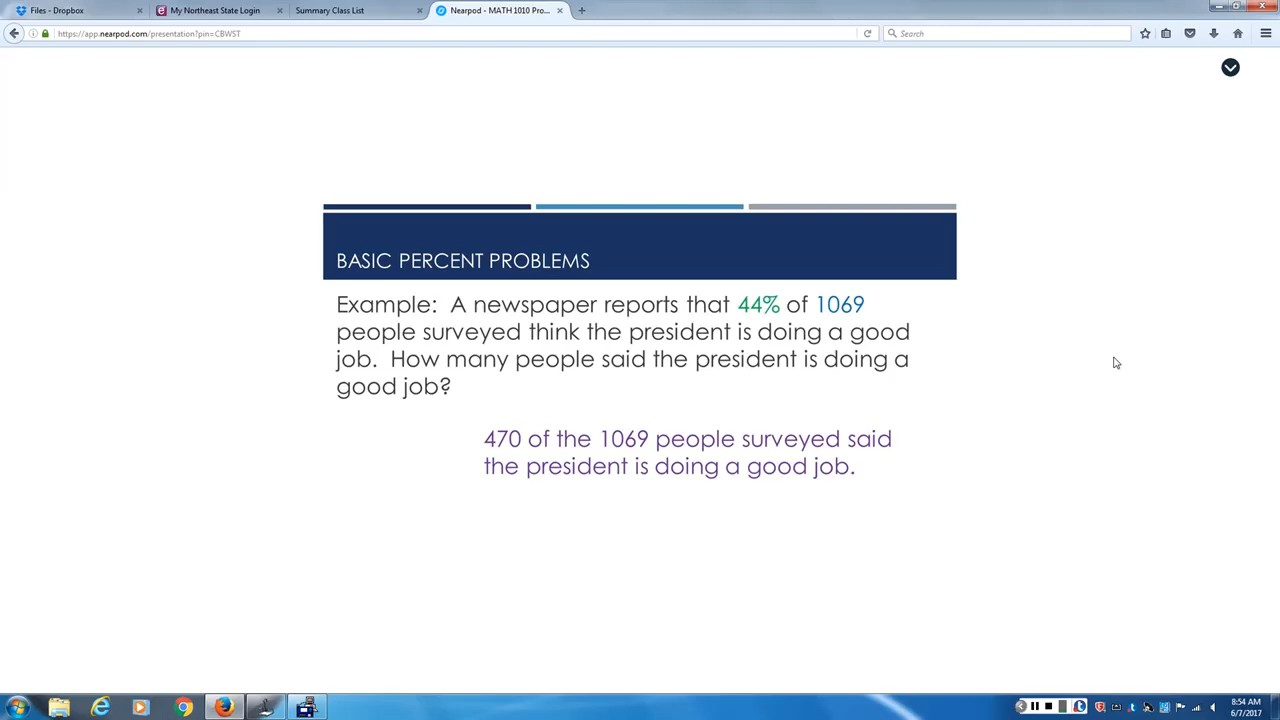 Files - Dropbox
My Northeast State Login
Summary Class List
Nearpod - MATH 1010 Pro...
https://app.nearpod.com/presentation?pin=CBWST
Search
BASIC PERCENT PROBLEMS
Example: A newspaper reports that 44% of 1069
people surveyed think the president is doing a good
job. How many people said the president is doing a
good job?
470 of the 1069 people surveyed said
the president is doing a good job.
8:54 AM
6/7/2017